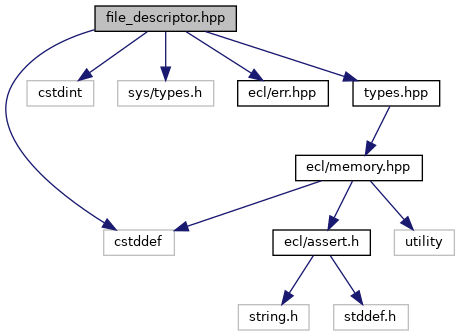 file_descriptor.hpp
cstdint
sys/types.h
ecl/err.hpp
types.hpp
ecl/memory.hpp
cstddef
ecl/assert.h
utility
string.h
stddef.h